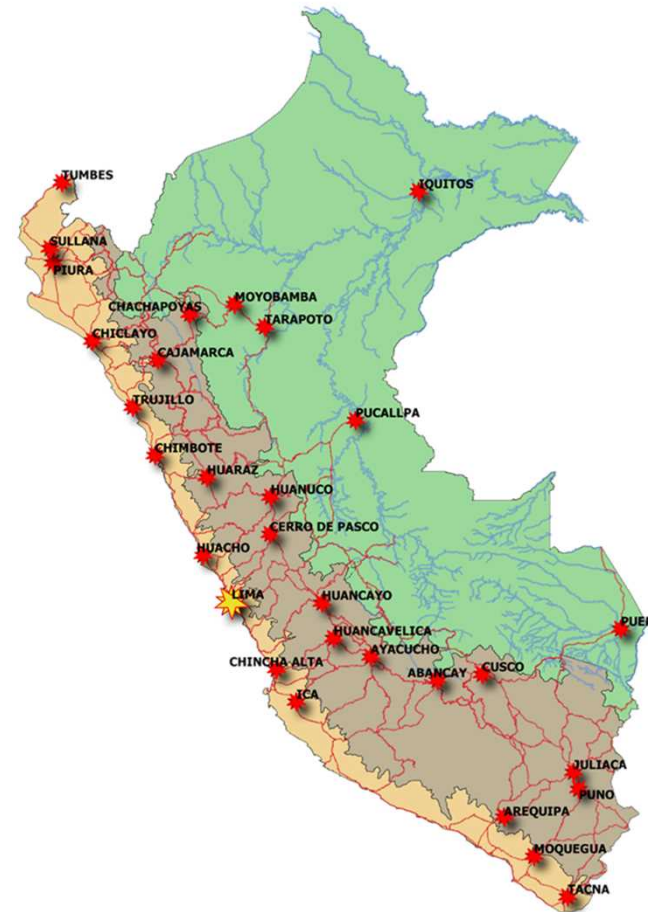 TUMBES
IQUITOS
SULLANA
PIURA
MOYOBAMBA
CHACHAPOYAS
TARAPOTO
CHICLAYO
CAJAMARCA
TRUJILLO
PUCALLPA
CHIMBOTE
HUARAZ
HUANUCO
CERRO DE PASCO
HUACHO
LIMA
HUANCAYO
PUE
HUANCAVELICA
AYACUCHO
CHINCHA ALTA
ABANCAY
CUSCO
ICA
JULIACA
PUNO
AREQUIPA
MOQUEGUA
TACNA